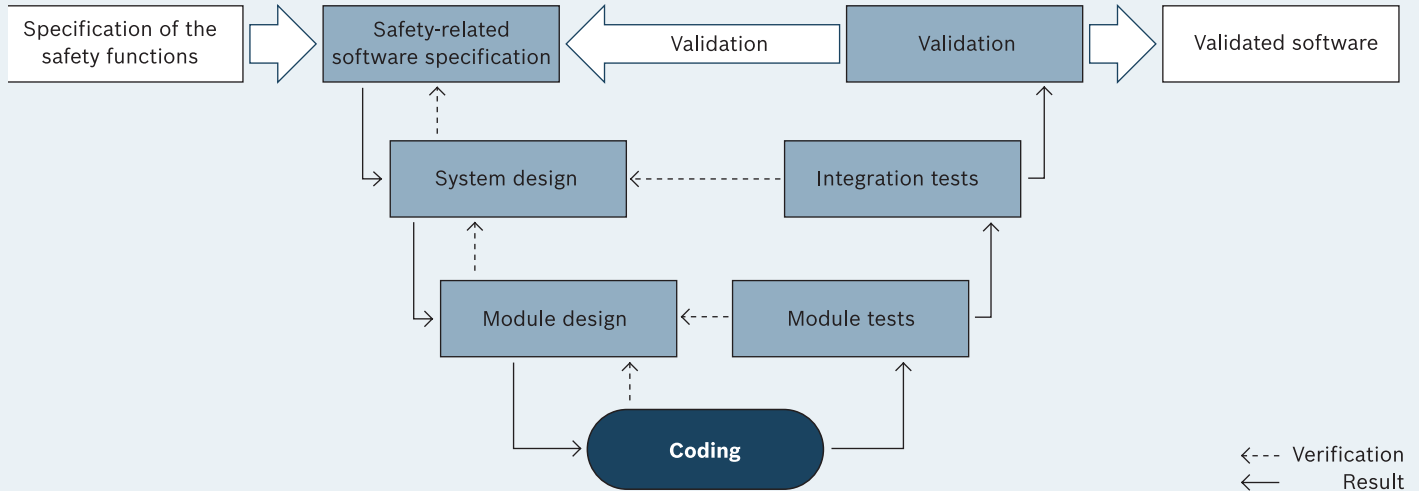 Specification of the
safety functions
Safety-related
software specification
Validation
Validation
Validated software
System design
Integration tests
Module design
Module tests
Coding
Verification
Result